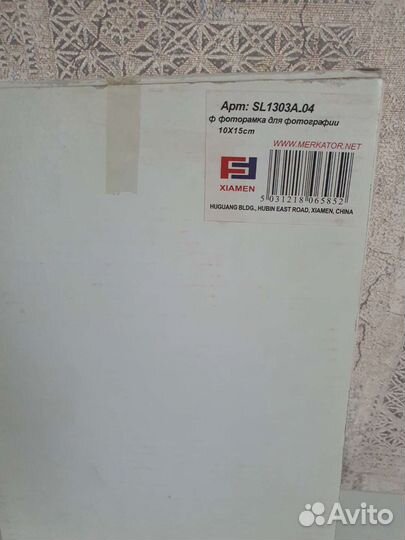 Арт: SL1303A.04
ф фоторамка для фотографии
10X15cm
WWW.MERKATOR.NET
XIAMEN
5 031218 065852
HUGUANG BLDG., HUBIN EAST ROAD, XIAMEN, CHINA
Avito